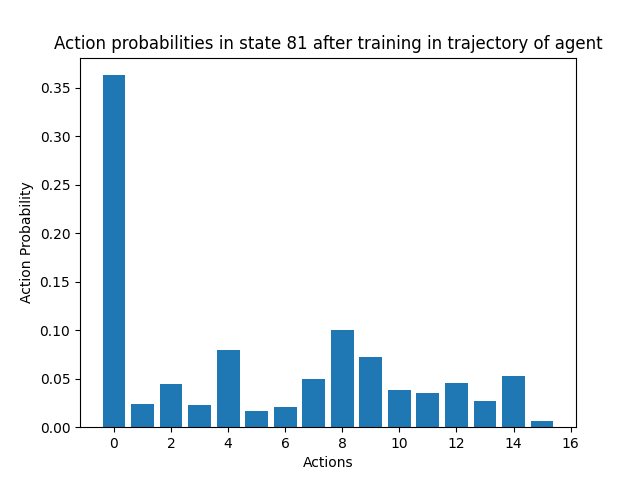 Action probabilities in state 81 after training in trajectory of agent
0.35
0.30
0.25
0.20
0.15
0.10
0.05
0.00
Action Probability
0 2 4 6 8 10 12 14 16
Actions